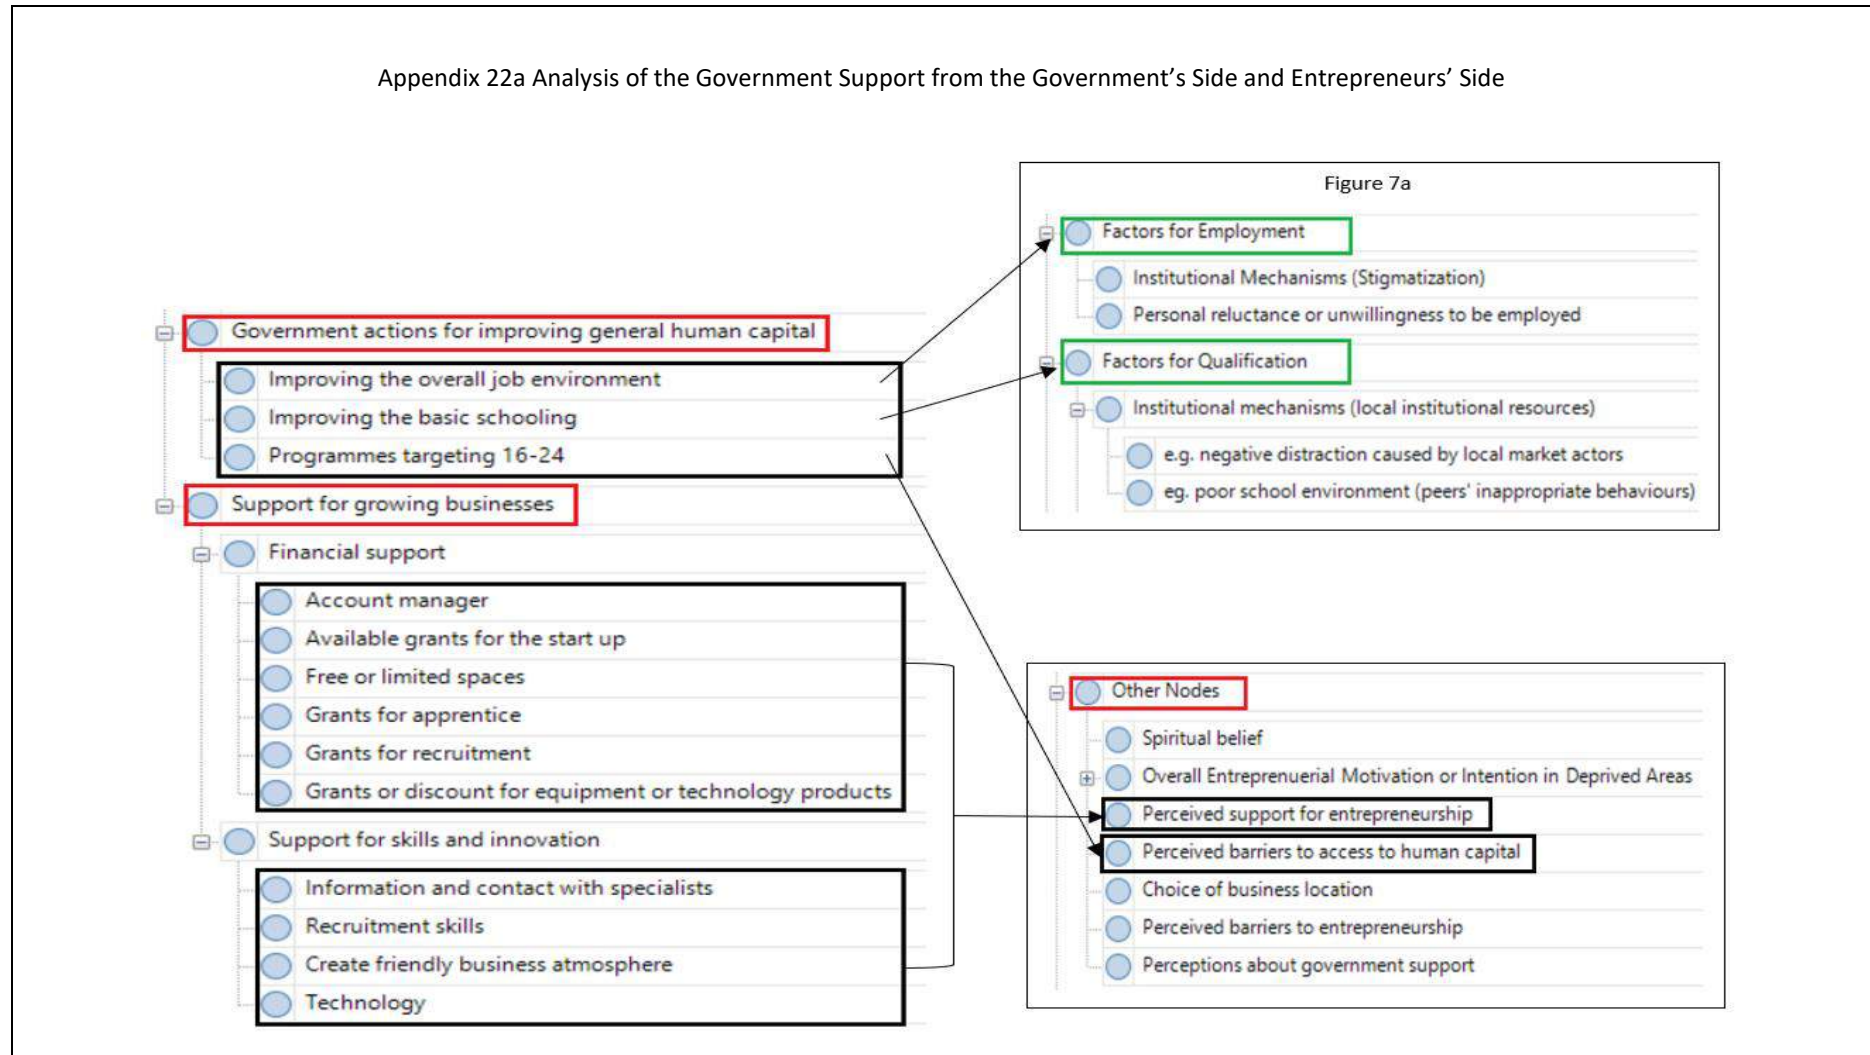 Appendix 22a Analysis of the Government Support from the Government’s Side and Entrepreneurs’ Side
Government actions for improving general human capital
Improving the overall job environment
Improving the basic schooling
Programmes targeting 16-24
Support for growing businesses
Financial support
Account manager
Available grants for the start up
Free or limited spaces
Grants for apprentice
Grants for recruitment
Grants or discount for equipment or technology products
Support for skills and innovation
Information and contact with specialists
Recruitment skills
Create friendly business atmosphere
Technology
Figure 7a
Factors for Employment
Institutional Mechanisms (Stigmatization)
Personal reluctance or unwillingness to be employed
Factors for Qualification
Institutional mechanisms (local institutional resources)
e.g. negative distraction caused by local market actors
eg. poor school environment (peers' inappropriate behaviours)
Other Nodes
Spiritual belief
Overall Entreprenuerial Motivation or Intention in Deprived Areas
Perceived support for entrepreneurship
Perceived barriers to access to human capital
Choice of business location
Perceived barriers to entrepreneurship
Perceptions about government support